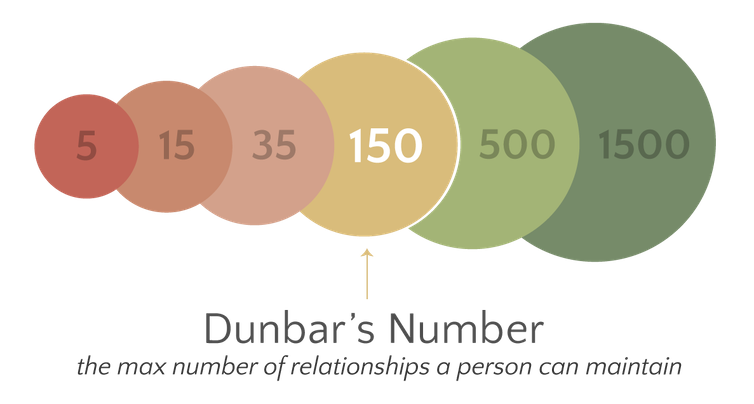 5 15 35 150 500 1500
Dunbar’s Number
the max number of relationships a person can maintain